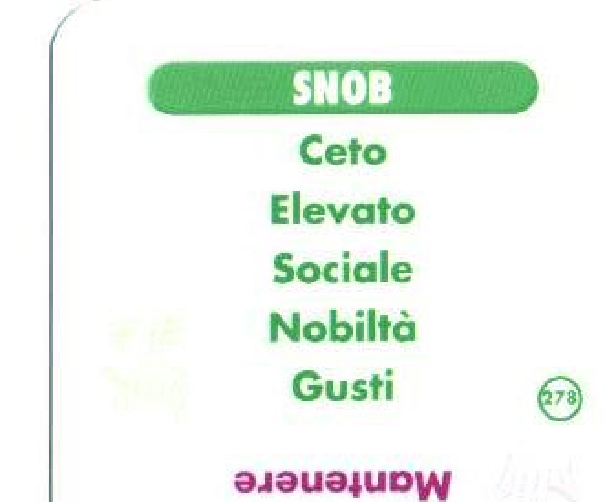 SNOB
Ceto
Elevato
Sociale
Nobiltà
Gusti
278
Mantenere